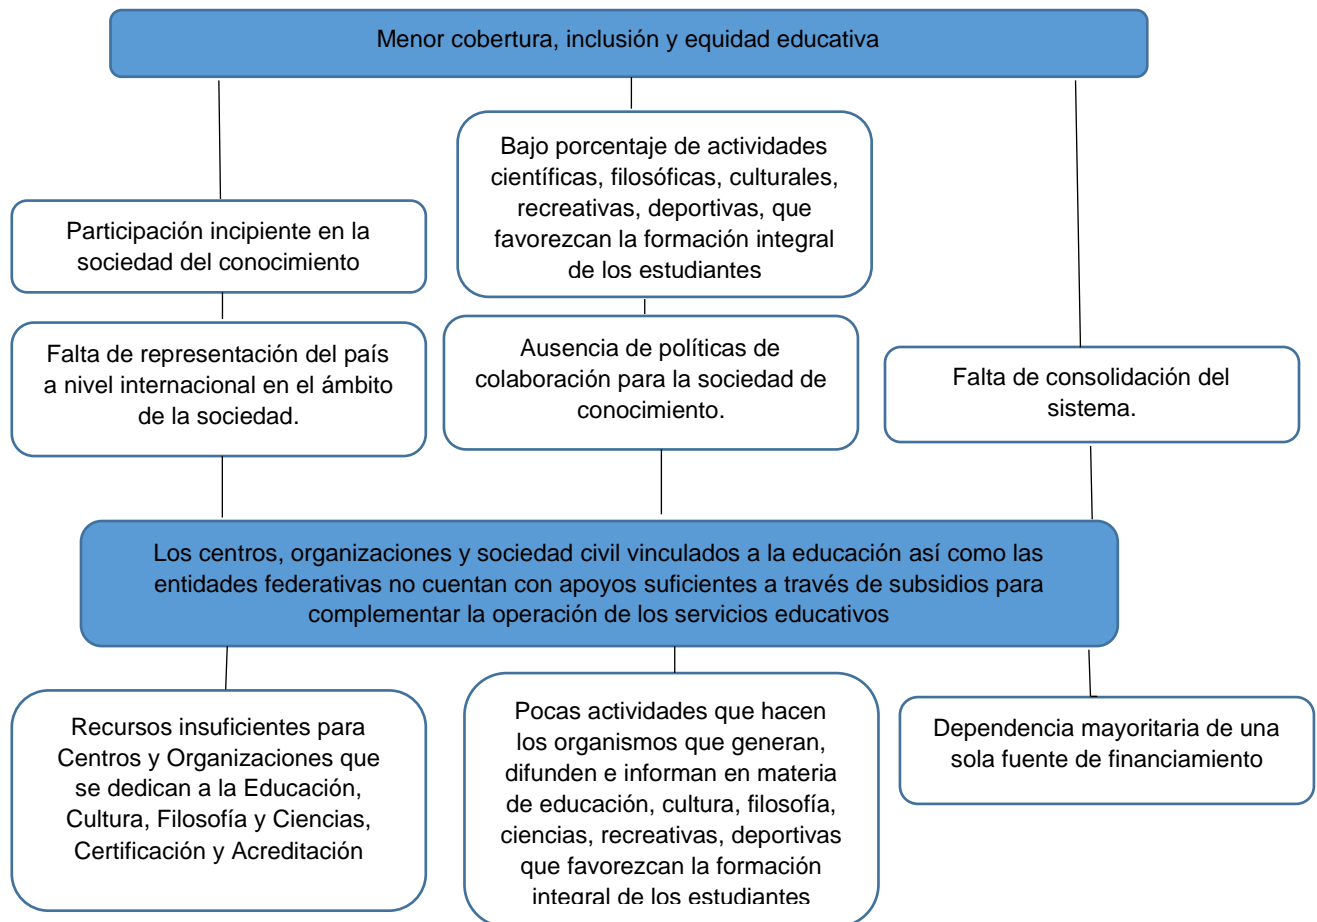 Menor cobertura, inclusión y equidad educativa
Bajo porcentaje de actividades
científicas, filosóficas, culturales,
recreativas, deportivas, que
favorezcan la formación integral
de los estudiantes
Participación incipiente en la
sociedad del conocimiento
Falta de representación del país
a nivel internacional en el ámbito
de la sociedad.
Ausencia de políticas de
colaboración para la sociedad de
conocimiento.
Falta de consolidación del
sistema.
Los centros, organizaciones y sociedad civil vinculados a la educación así como las
entidades federativas no cuentan con apoyos suficientes a través de subsidios para
complementar la operación de los servicios educativos
Recursos insuficientes para
Centros y Organizaciones que
se dedican a la Educación,
Cultura, Filosofía y Ciencias,
Certificación y Acreditación
Pocas actividades que hacen
los organismos que generan,
difunden e informan en materia
de educación, cultura, filosofía,
ciencias, recreativas, deportivas
que favorezcan la formación
integral de los estudiantes
Dependencia mayoritaria de una
sola fuente de financiamiento